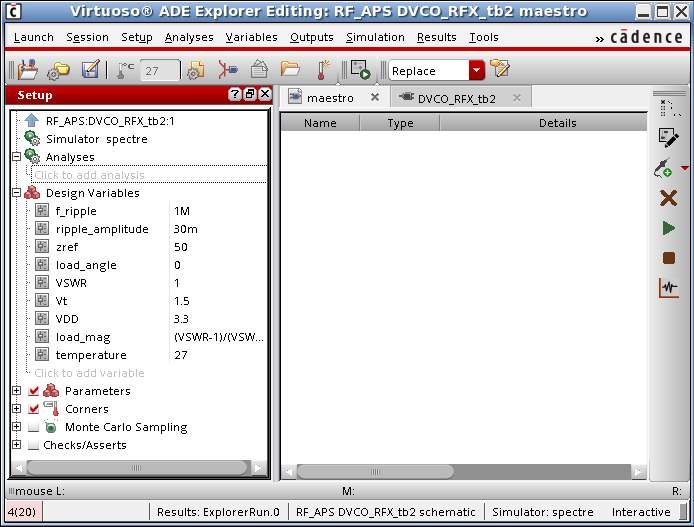 Virtuoso® ADE Explorer Editing: RF_APS DVCO_RFX_tb2 maestro
Launch Session Setup Analyses Variables Outputs Simulation Results Tools » cādence
27 Replace
Setup
maestro
DVCO_RFX_tb2
Name Type Details
RF_APS:DVCO_RFX_tb2:1
Simulator spectre
Analyses
Click to add analysis
Design Variables
f_ripple 1M
ripple_amplitude 30m
zref 50
load_angle 0
VSWR 1
Vt 1.5
VDD 3.3
load_mag (VSWR-1)/(VSW...
temperature 27
Click to add variable
Parameters
Corners
Monte Carlo Sampling
Checks/Asserts
mouse L: M: R:
4(20) Results: ExplorerRun.0 RF_APS DVCO_RFX_tb2 schematic Simulator: spectre Interactive